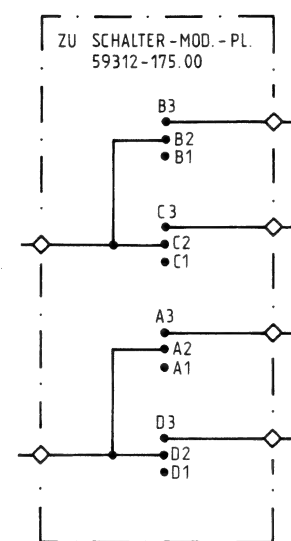 ZU SCHALTER-MOD.-PL.
59312-175.00
B3
B2
B1
C3
C2
C1
A3
A2
A1
D3
D2
D1